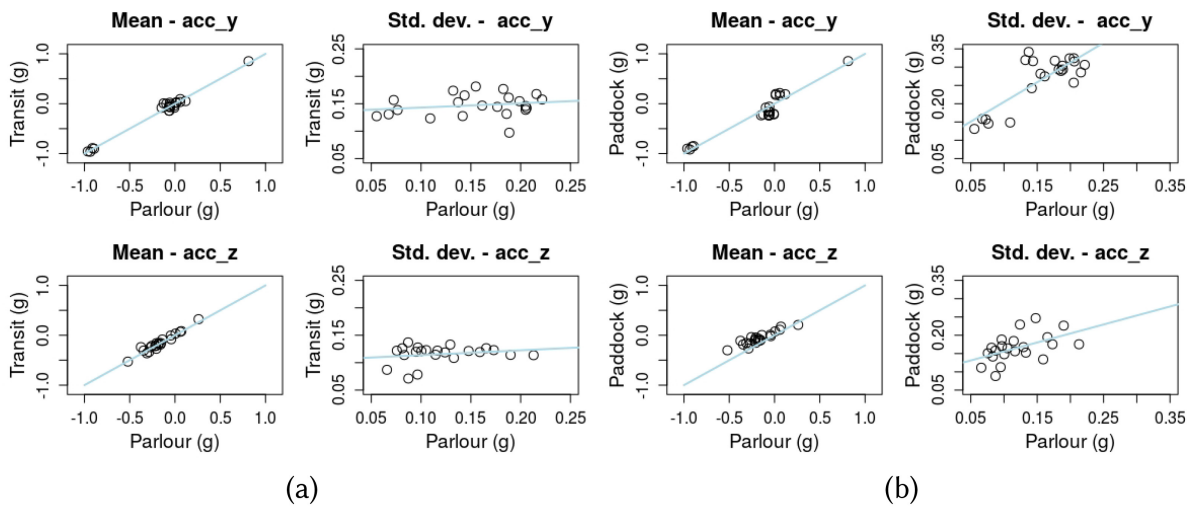 Mean - acc_y
Transit (g)
1.0
0.0
-1.0
-1.0 -0.5 0.0 0.5 1.0
Parlour (g)
Std. dev. - acc_y
Transit (g)
0.25
0.15
0.05
0.05 0.10 0.15 0.20 0.25
Parlour (g)
Mean - acc_y
Paddock (g)
1.0
0.0
-1.0
-1.0 -0.5 0.0 0.5 1.0
Parlour (g)
Std. dev. - acc_y
Paddock (g)
0.35
0.20
0.05
0.05 0.15 0.25 0.35
Parlour (g)
Mean - acc_z
Transit (g)
1.0
0.0
-1.0
-1.0 -0.5 0.0 0.5 1.0
Parlour (g)
Std. dev. - acc_z
Transit (g)
0.25
0.15
0.05
0.05 0.10 0.15 0.20 0.25
Parlour (g)
Mean - acc_z
Paddock (g)
1.0
0.0
-1.0
-1.0 -0.5 0.0 0.5 1.0
Parlour (g)
Std. dev. - acc_z
Paddock (g)
0.35
0.20
0.05
0.05 0.15 0.25 0.35
Parlour (g)
(a)
(b)